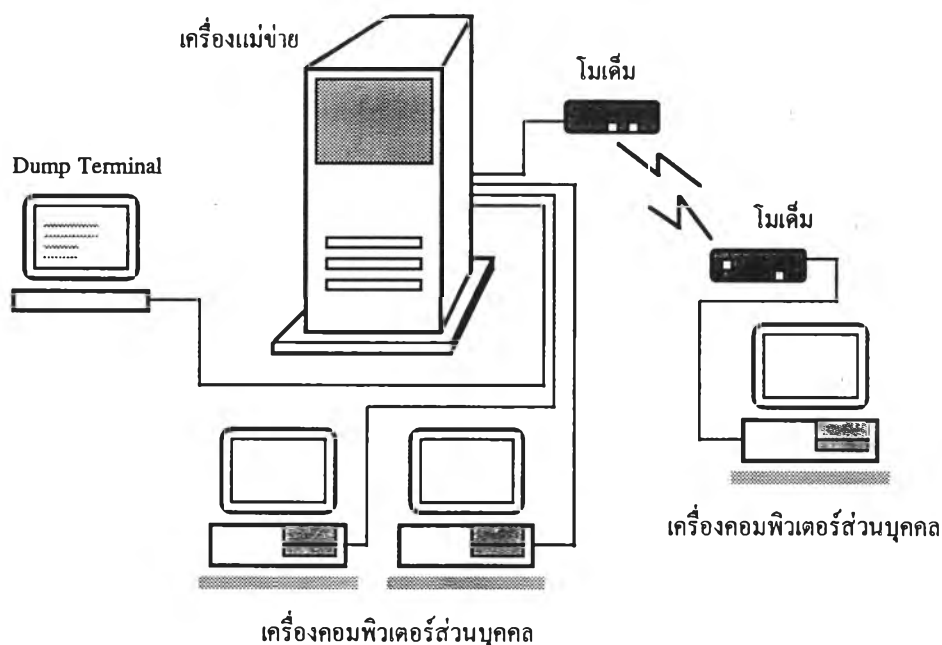 เครื่องแม่ข่าย
โมเด็ม
Dump Terminal
โมเด็ม
เครื่องคอมพิวเตอร์ส่วนบุคคล
เครื่องคอมพิวเตอร์ส่วนบุคคล